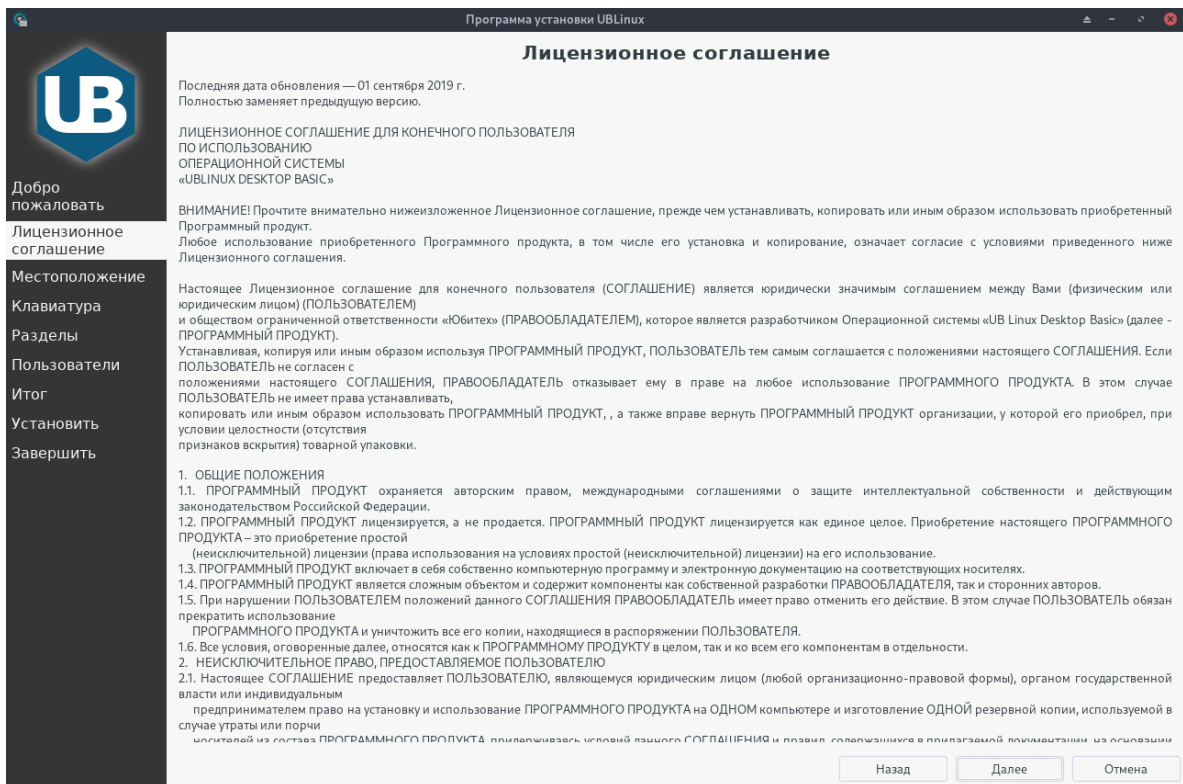 Программа установки UBLinux
UB
Добро
пожаловать
Лицензионное
соглашение
Местоположение
Клавиатура
Разделы
Пользователи
Итог
Установить
Завершить
Лицензионное соглашение
Последняя дата обновления — 01 сентября 2019 г.
Полностью заменяет предыдущую версию.
ЛИЦЕНЗИОННОЕ СОГЛАШЕНИЕ ДЛЯ КОНЕЧНОГО ПОЛЬЗОВАТЕЛЯ
ПО ИСПОЛЬЗОВАНИЮ
ОПЕРАЦИОННОЙ СИСТЕМЫ
«UBLINUX DESKTOP BASIC»
ВНИМАНИЕ! Прочтите внимательно нижеизложенное Лицензионное соглашение, прежде чем устанавливать, копировать или иным образом использовать приобретенный
Программный продукт.
Любое использование приобретенного Программного продукта, в том числе его установка и копирование, означает согласие с условиями приведенного ниже
Лицензионного соглашения.
Настоящее Лицензионное соглашение для конечного пользователя (СОГЛАШЕНИЕ) является юридически значимым соглашением между Вами (физическим или
юридическим лицом) (ПОЛЬЗОВАТЕЛЕМ)
и обществом ограниченной ответственности «Юбитех» (ПРАВООБЛАДАТЕЛЕМ), которое является разработчиком Операционной системы «UB Linux Desktop Basic» (далее -
ПРОГРАММНЫЙ ПРОДУКТ).
Устанавливая, копируя или иным образом используя ПРОГРАММНЫЙ ПРОДУКТ, ПОЛЬЗОВАТЕЛЬ тем самым соглашается с положениями настоящего СОГЛАШЕНИЯ. Если
ПОЛЬЗОВАТЕЛЬ не согласен с
положениями настоящего СОГЛАШЕНИЯ, ПРАВООБЛАДАТЕЛЬ отказывает ему в праве на любое использование ПРОГРАММНОГО ПРОДУКТА. В этом случае
ПОЛЬЗОВАТЕЛЬ не имеет права устанавливать,
копировать или иным образом использовать ПРОГРАММНЫЙ ПРОДУКТ, , а также вправе вернуть ПРОГРАММНЫЙ ПРОДУКТ организации, у которой его приобрел, при
условии целостности (отсутствия
признаков вскрытия) товарной упаковки.
1. ОБЩИЕ ПОЛОЖЕНИЯ
1.1. ПРОГРАММНЫЙ ПРОДУКТ охраняется авторским правом, международными соглашениями о защите интеллектуальной собственности и действующим
законодательством Российской Федерации.
1.2. ПРОГРАММНЫЙ ПРОДУКТ лицензируется, а не продается. ПРОГРАММНЫЙ ПРОДУКТ лицензируется как единое целое. Приобретение настоящего ПРОГРАММНОГО
ПРОДУКТА – это приобретение простой
(неисключительной) лицензии (права использования на условиях простой (неисключительной) лицензии) на его использование.
1.3. ПРОГРАММНЫЙ ПРОДУКТ включает в себя собственно компьютерную программу и электронную документацию на соответствующих носителях.
1.4. ПРОГРАММНЫЙ ПРОДУКТ является сложным объектом и содержит компоненты как собственной разработки ПРАВООБЛАДАТЕЛЯ, так и сторонних авторов.
1.5. При нарушении ПОЛЬЗОВАТЕЛЕМ положений данного СОГЛАШЕНИЯ ПРАВООБЛАДАТЕЛЬ имеет право отменить его действие. В этом случае ПОЛЬЗОВАТЕЛЬ обязан
прекратить использование
ПРОГРАММНОГО ПРОДУКТА и уничтожить все его копии, находящиеся в распоряжении ПОЛЬЗОВАТЕЛЯ.
1.6. Все условия, оговоренные далее, относятся как к ПРОГРАММНОМУ ПРОДУКТУ в целом, так и ко всем его компонентам в отдельности.
2. НЕИСКЛЮЧИТЕЛЬНОЕ ПРАВО, ПРЕДОСТАВЛЯЕМОЕ ПОЛЬЗОВАТЕЛЮ
2.1. Настоящее СОГЛАШЕНИЕ предоставляет ПОЛЬЗОВАТЕЛЮ, являющемуся юридическим лицом (любой организационно-правовой формы), органом государственной
власти или индивидуальным
предпринимателем право на установку и использование ПРОГРАММНОГО ПРОДУКТА на ОДНОМ компьютере и изготовление ОДНОЙ резервной копии, используемой в
случае утраты или порчи
носителей из состава ПРОГРАММНОГО ПРОДУКТА, придерживаясь условий данного СОГЛАШЕНИЯ и правил, содержащихся в прилагаемой документации, на основании
Назад
Далее
Отмена